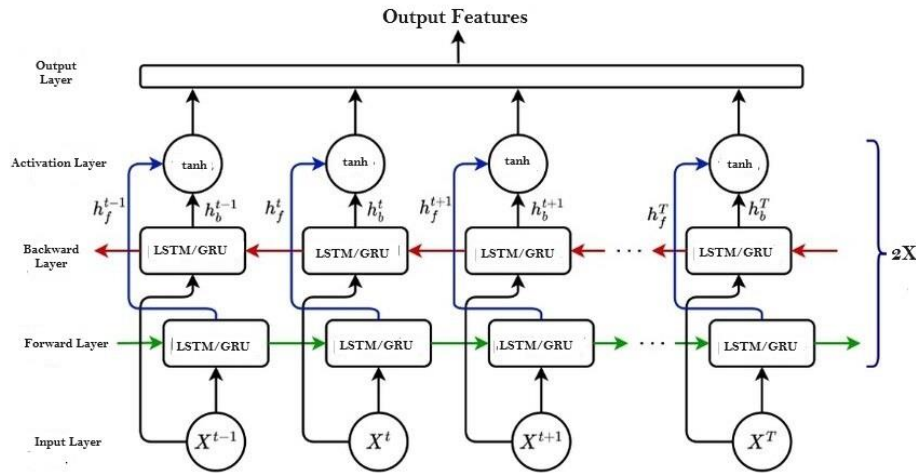 Output Features
Output
Layer
Activation Layer
tanh
tanh
tanh
tanh
h_f^{t-1}
h_b^{t-1}
h_f^t
h_b^t
h_f^{t+1}
h_b^{t+1}
h_f^T
h_b^T
Backward
Layer
LSTM/GRU
LSTM/GRU
LSTM/GRU
...
LSTM/GRU
2X
Forward Layer
LSTM/GRU
LSTM/GRU
LSTM/GRU
...
LSTM/GRU
Input Layer
X^{t-1}
X^t
X^{t+1}
X^T